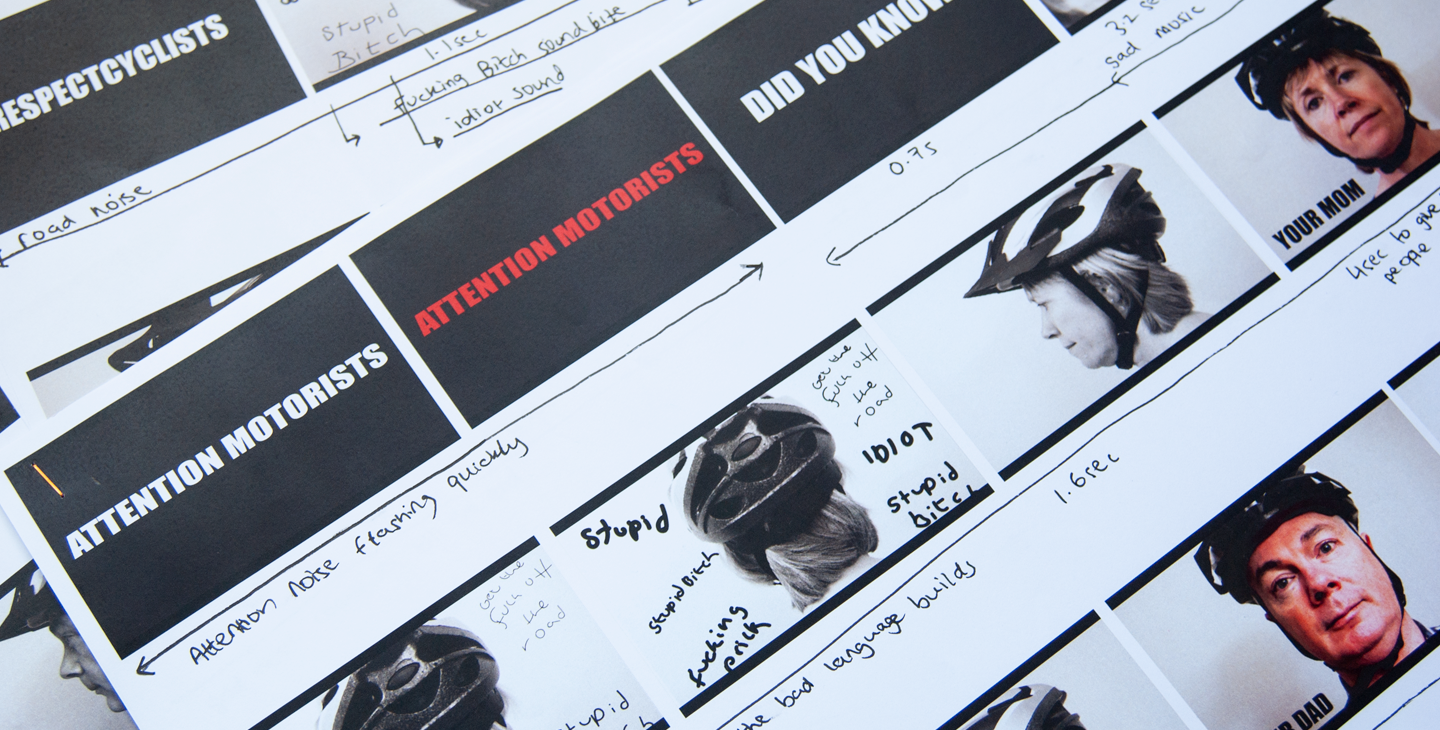 RESPECTCYCLISTS
stupid
Bitch
1.1sec
fucking Bitch sound bite
idiot sound
road noise
DID YOU KNOW
3.2 se
sad music
0.7s
ATTENTION MOTORISTS
ATTENTION MOTORISTS
Attention noise flashing quickly
YOUR MOM
4sec to give
people
get the
fuck off
the
road
IDIOT
stupid
bitch
stupid
stupid Bitch
fucking
prick
1.6sec
the bad language builds
get the
fuck off
the
road
stupid
bitch
R DAD